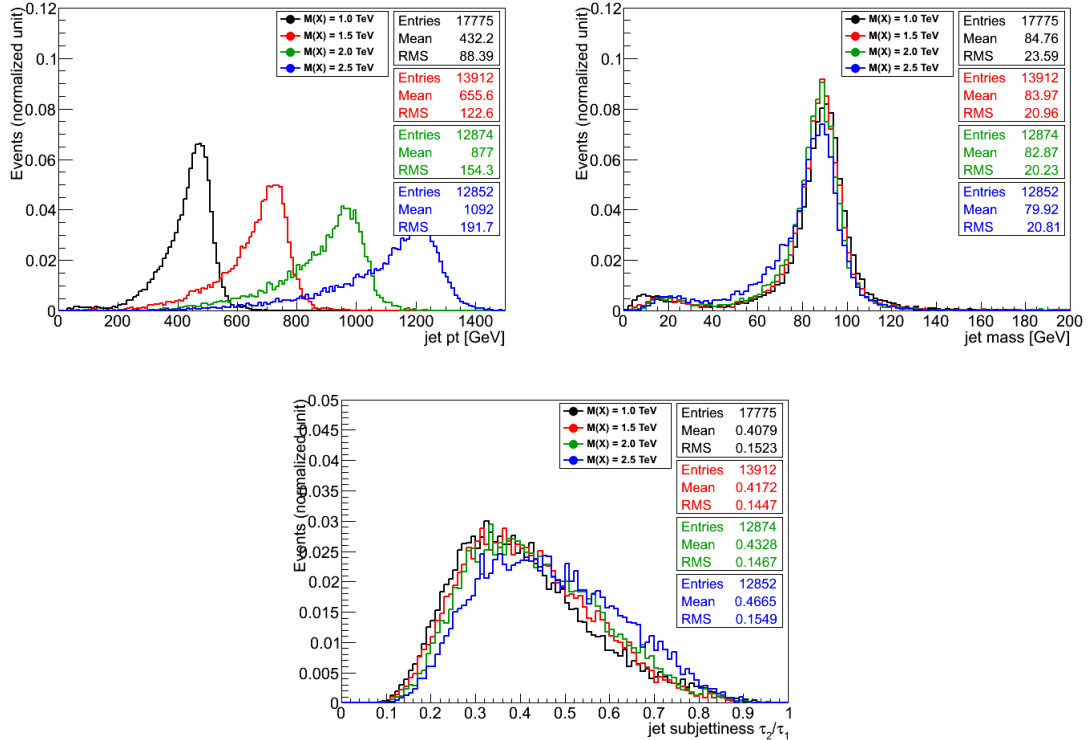 Events (normalized unit)
0.12
0.1
0.08
0.06
0.04
0.02
0
M(X) = 1.0 TeV
M(X) = 1.5 TeV
M(X) = 2.0 TeV
M(X) = 2.5 TeV
Entries 17775
Mean 432.2
RMS 88.39
Entries 13912
Mean 655.6
RMS 122.6
Entries 12874
Mean 877
RMS 154.3
Entries 12852
Mean 1092
RMS 191.7
0 200 400 600 800 1000 1200 1400
jet pt [GeV]
Events (normalized unit)
0.12
0.1
0.08
0.06
0.04
0.02
0
M(X) = 1.0 TeV
M(X) = 1.5 TeV
M(X) = 2.0 TeV
M(X) = 2.5 TeV
Entries 17775
Mean 84.76
RMS 23.59
Entries 13912
Mean 83.97
RMS 20.96
Entries 12874
Mean 82.87
RMS 20.23
Entries 12852
Mean 79.92
RMS 20.81
0 20 40 60 80 100 120 140 160 180 200
jet mass [GeV]
Events (normalized unit)
0.05
0.045
0.04
0.035
0.03
0.025
0.02
0.015
0.01
0.005
0
M(X) = 1.0 TeV
M(X) = 1.5 TeV
M(X) = 2.0 TeV
M(X) = 2.5 TeV
Entries 17775
Mean 0.4079
RMS 0.1523
Entries 13912
Mean 0.4172
RMS 0.1447
Entries 12874
Mean 0.4328
RMS 0.1467
Entries 12852
Mean 0.4665
RMS 0.1549
0 0.1 0.2 0.3 0.4 0.5 0.6 0.7 0.8 0.9 1
jet subjettiness τ₂/τ₁